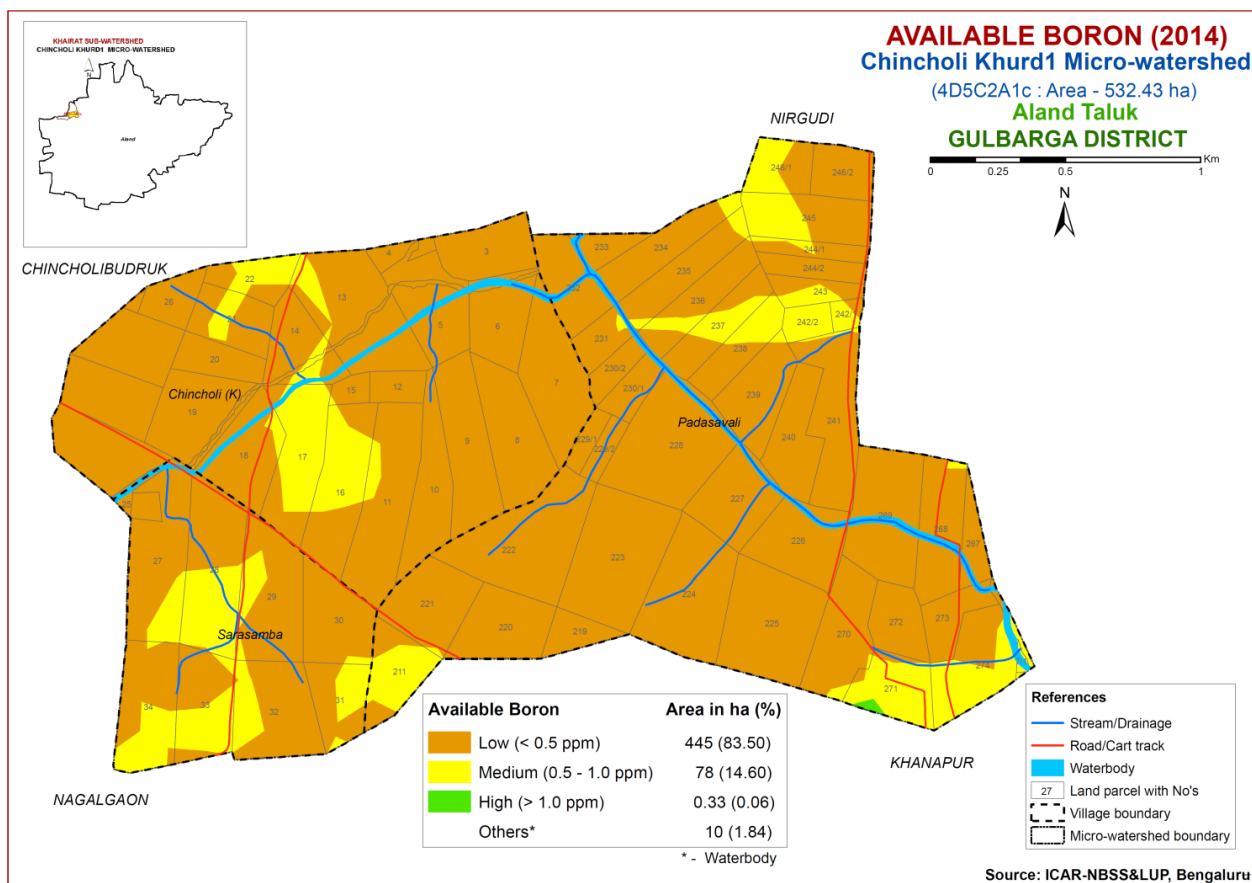 KHAIRAT SUB-WATERSHED
CHINCHOLI KHURD1 MICRO-WATERSHED
N
Aland
AVAILABLE BORON (2014)
Chincholi Khurd1 Micro-watershed
(4D5C2A1c : Area - 532.43 ha)
Aland Taluk
GULBARGA DISTRICT
Km
0 0.25 0.5 1
N
NIRGUDI
CHINCHOLIBUDRUK
246/1 246/2
245
244/1
244/2
243
242/2 242/1
233 234
235
236
237
238
239
240
241
231
230/2
230/1
229/1
229/2
228
227
226
Padasavali
3
4
5
6
7
8
9
10
11
12
13
14
15
16
17
18
19
20
22
26
Chincholi (K)
27
29
30
31
32
33
34
Sarasamba
211
219
220
221
222
223
224
225
267
268
269
270
271
272
273
274
NAGALGAON
KHANAPUR
Available Boron Area in ha (%)
Low (< 0.5 ppm) 445 (83.50)
Medium (0.5 - 1.0 ppm) 78 (14.60)
High (> 1.0 ppm) 0.33 (0.06)
Others* 10 (1.84)
* - Waterbody
References
Stream/Drainage
Road/Cart track
Waterbody
27 Land parcel with No's
Village boundary
Micro-watershed boundary
Source: ICAR-NBSS&LUP, Bengaluru